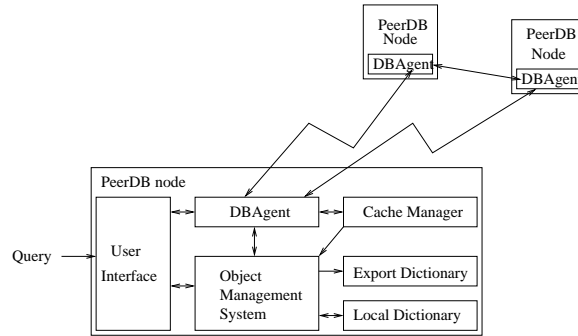 PeerDB
Node
DBAgent
PeerDB
Node
DBAgent
PeerDB node
DBAgent
Cache Manager
User
Interface
Query
Object
Management
System
Export Dictionary
Local Dictionary